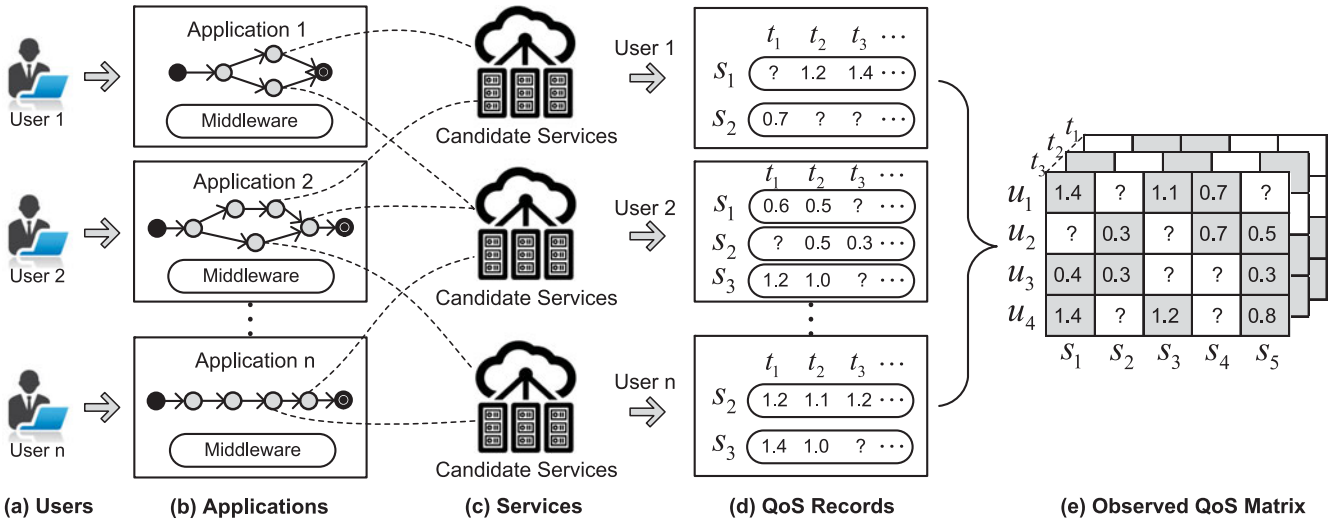 User 1
Application 1
Middleware
Candidate Services
User 1
t1 t2 t3 ···
s1 ? 1.2 1.4 ···
s2 0.7 ? ? ···
User 2
Application 2
Middleware
Candidate Services
User 2
t1 t2 t3 ···
s1 0.6 0.5 ? ···
s2 ? 0.5 0.3 ···
s3 1.2 1.0 ? ···
User n
Application n
Middleware
Candidate Services
User n
t1 t2 t3 ···
s2 1.2 1.1 1.2 ···
s3 1.4 1.0 ? ···
t1
t2
t3
u1 1.4 ? 1.1 0.7 ?
u2 ? 0.3 ? 0.7 0.5
u3 0.4 0.3 ? ? 0.3
u4 1.4 ? 1.2 ? 0.8
s1 s2 s3 s4 s5
(a) Users
(b) Applications
(c) Services
(d) QoS Records
(e) Observed QoS Matrix